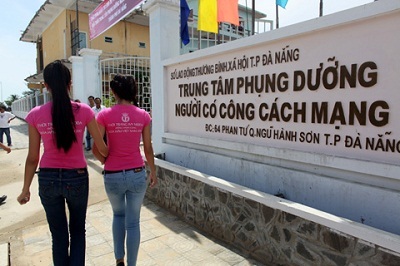 SỞ LAO ĐỘNG THƯƠNG BINH.XÃ HỘI T.P ĐÀ NẴNG
TRUNG TÂM PHỤNG DƯỠNG
NGƯỜI CÓ CÔNG CÁCH MẠNG
ĐC:64 PHAN TỨ Q.NGŨ HÀNH SƠN T.P ĐÀ NẴNG